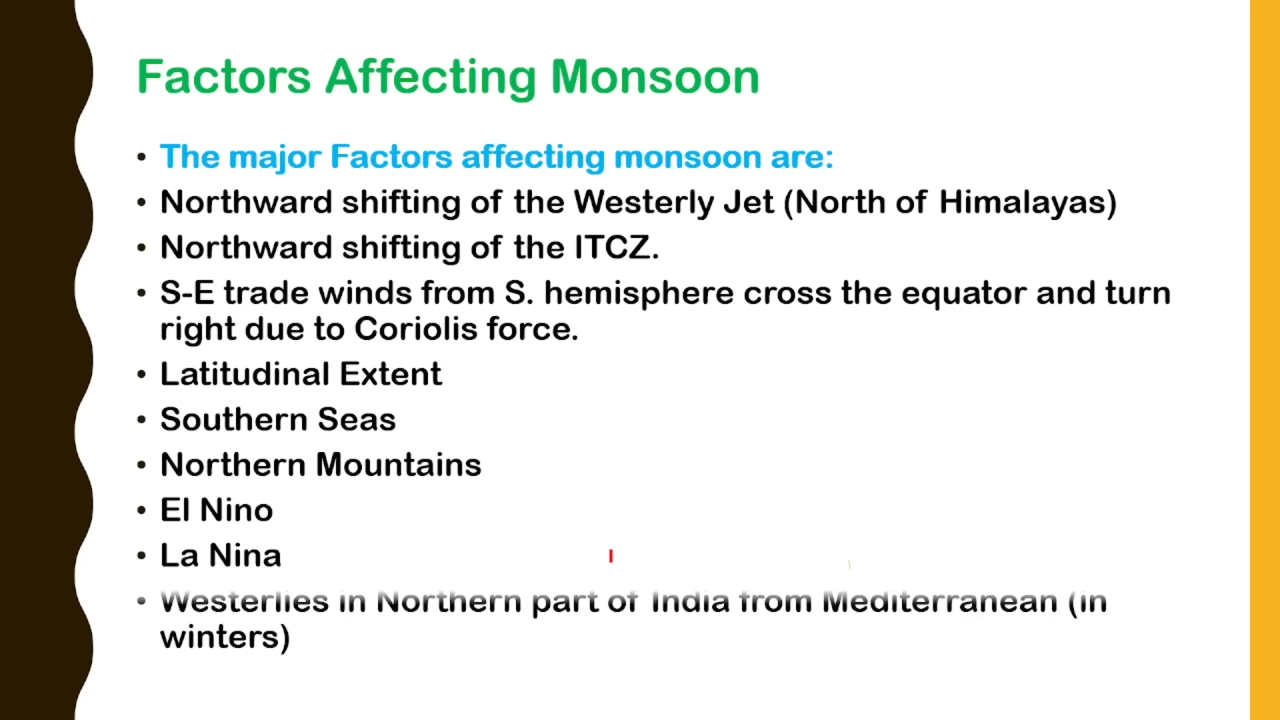 Factors Affecting Monsoon
• The major Factors affecting monsoon are:
• Northward shifting of the Westerly Jet (North of Himalayas)
• Northward shifting of the ITCZ.
• S-E trade winds from S. hemisphere cross the equator and turn
right due to Coriolis force.
• Latitudinal Extent
• Southern Seas
• Northern Mountains
• El Nino
• La Nina
• Westerlies in Northern part of India from Mediterranean (in
winters)